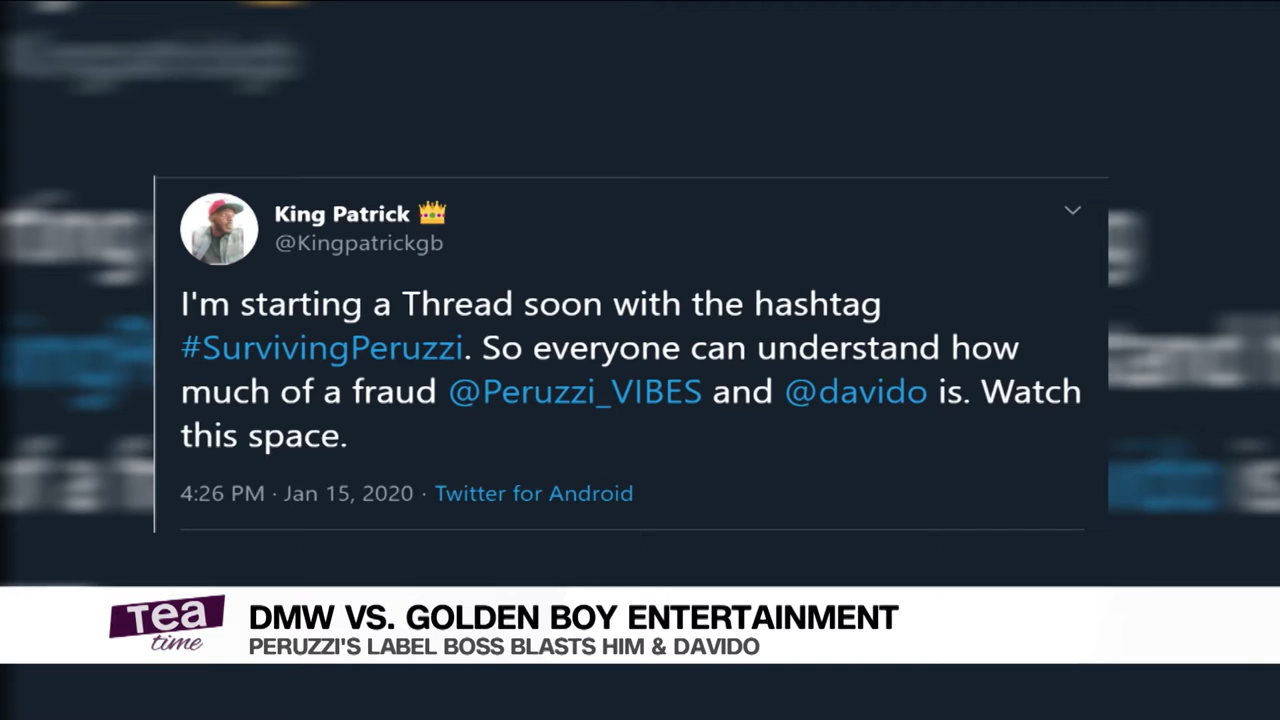 King Patrick 👑
@Kingpatrickgb
I'm starting a Thread soon with the hashtag
#SurvivingPeruzzi. So everyone can understand how
much of a fraud @Peruzzi_VIBES and @davido is. Watch
this space.
4:26 PM · Jan 15, 2020 · Twitter for Android
Tea
time
DMW VS. GOLDEN BOY ENTERTAINMENT
PERUZZI'S LABEL BOSS BLASTS HIM & DAVIDO